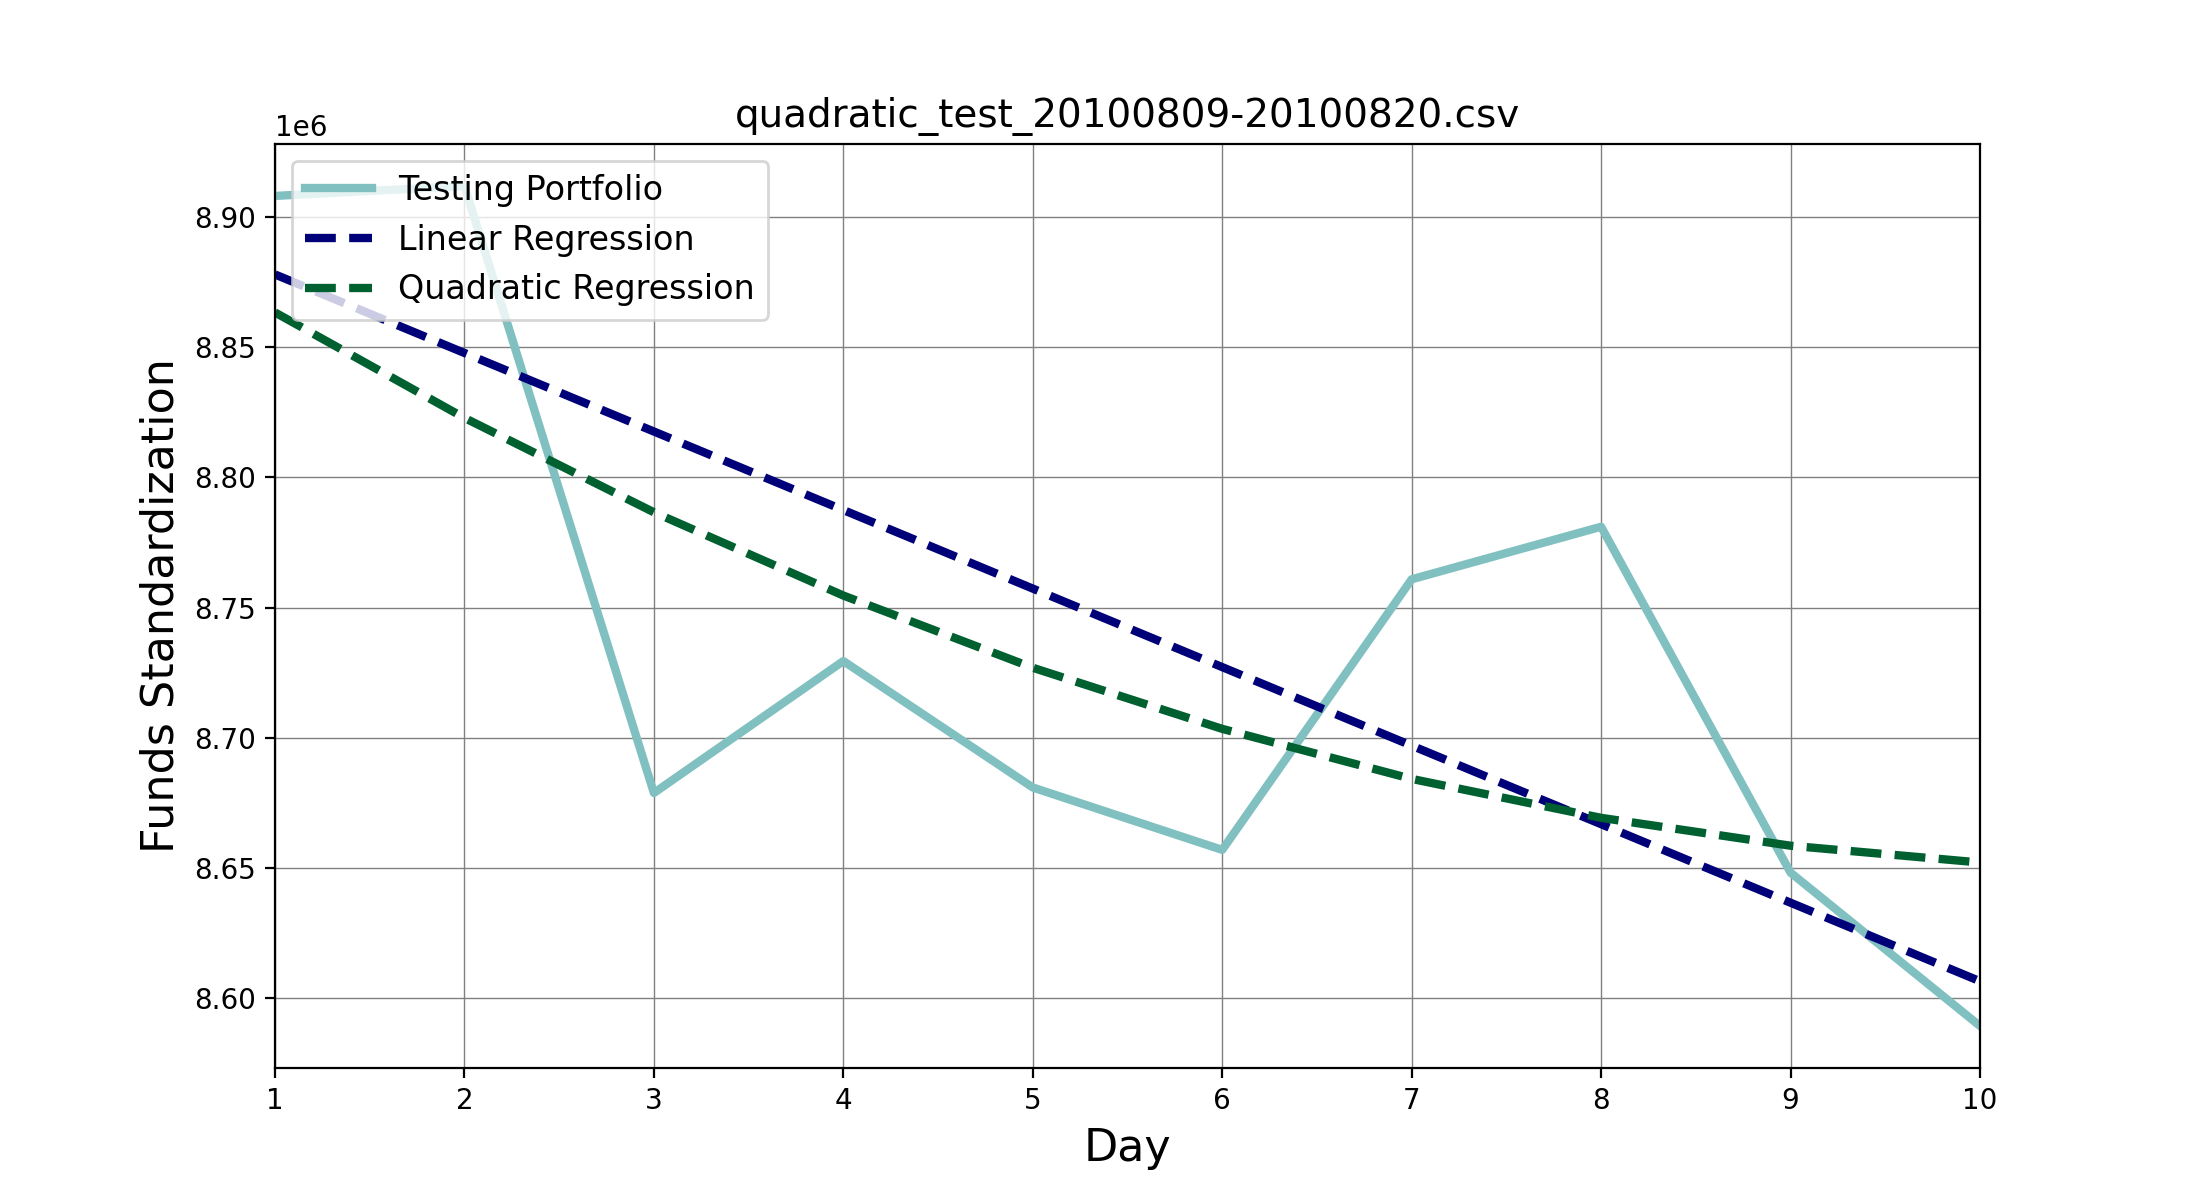 quadratic_test_20100809-20100820.csv
1e6
Testing Portfolio
Linear Regression
Quadratic Regression
8.90
8.85
8.80
8.75
8.70
8.65
8.60
Funds Standardization
1 2 3 4 5 6 7 8 9 10
Day